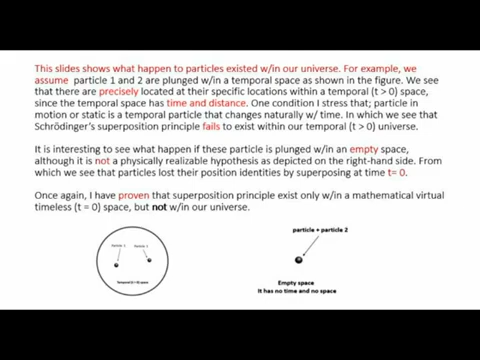 This slides shows what happen to particles existed w/in our universe. For example, we
assume particle 1 and 2 are plunged w/in a temporal space as shown in the figure. We see
that there are precisely located at their specific locations within a temporal (t > 0) space,
since the temporal space has time and distance. One condition I stress that; particle in
motion or static is a temporal particle that changes naturally w/ time. In which we see that
Schrödinger's superposition principle fails to exist within our temporal (t > 0) universe.
It is interesting to see what happen if these particle is plunged w/in an empty space,
although it is not a physically realizable hypothesis as depicted on the right-hand side. From
which we see that particles lost their position identities by superposing at time t= 0.
Once again, I have proven that superposition principle exist only w/in a mathematical virtual
timeless (t = 0) space, but not w/in our universe.
particle + particle 2
Empty space
It has no time and no space